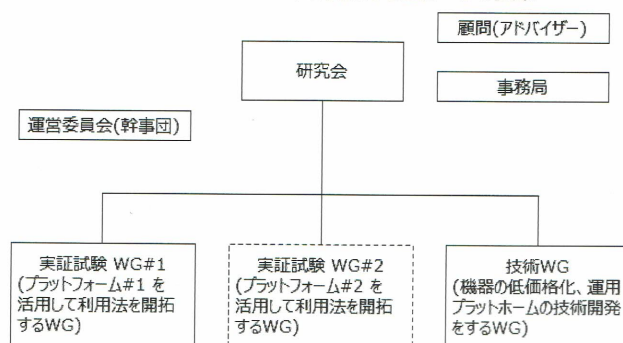 顧問(アドバイザー)
研究会
事務局
運営委員会(幹事団)
実証試験 WG#1
(プラットフォーム#1 を
活用して利用法を開拓
するWG)
実証試験 WG#2
(プラットフォーム#2 を
活用して利用法を開拓
するWG)
技術WG
(機器の低価格化、運用
プラットホームの技術開発
をするWG)